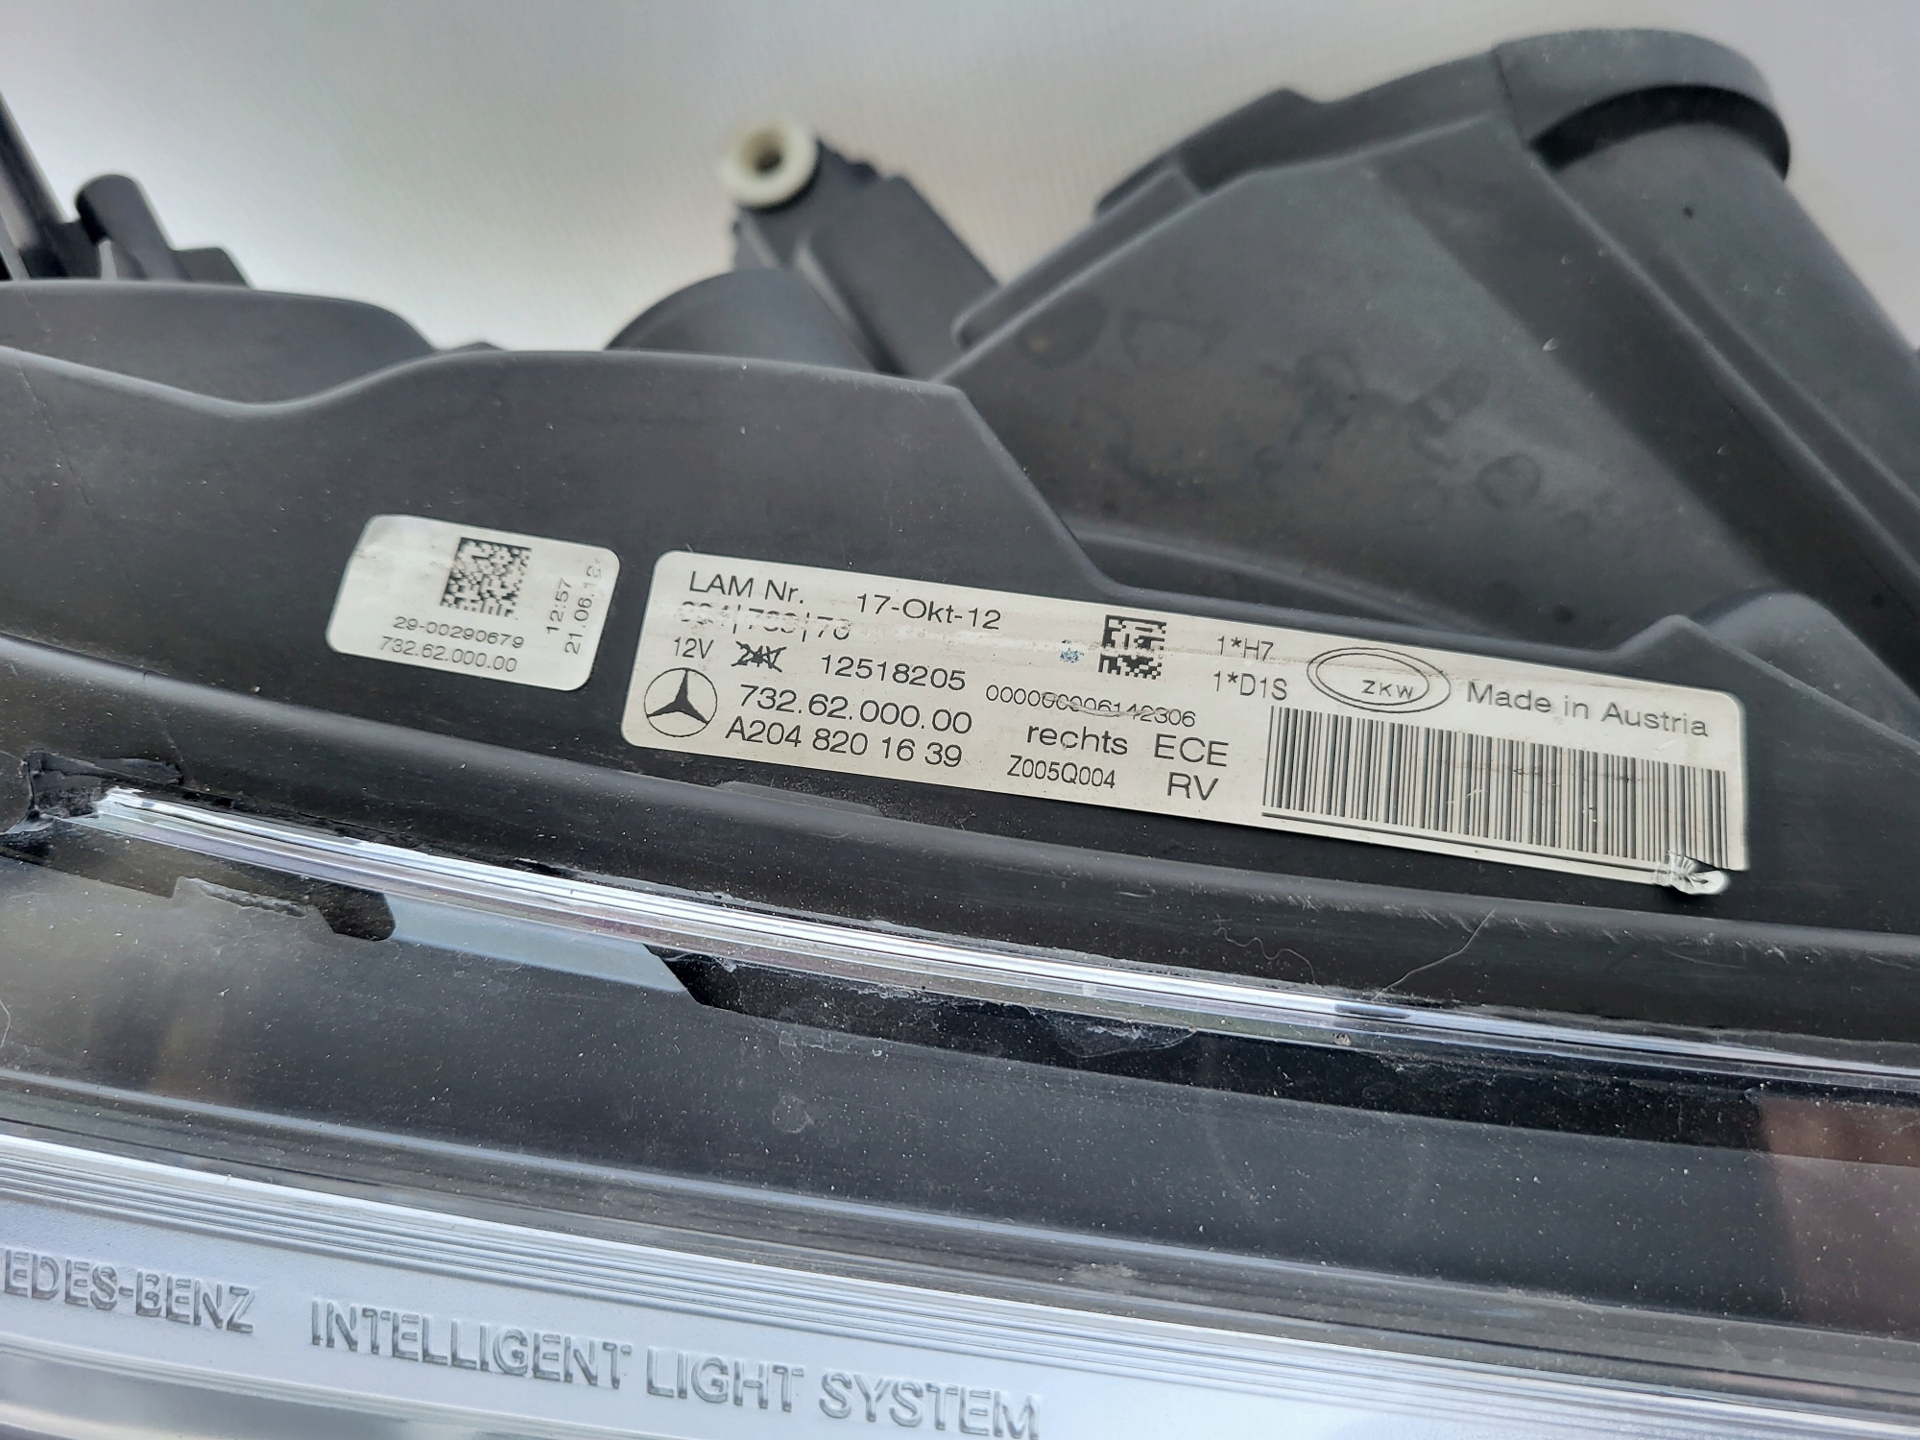 12:57
21.06.12
29-00290679
732.62.000.00
LAM Nr. 17-Okt-12
12V 24V 12518205
732.62.000.00
A204 820 16 39
rechts ECE
Z005Q004 RV
1*H7
1*D1S
ZKW
Made in Austria
INTELLIGENT LIGHT SYSTEM